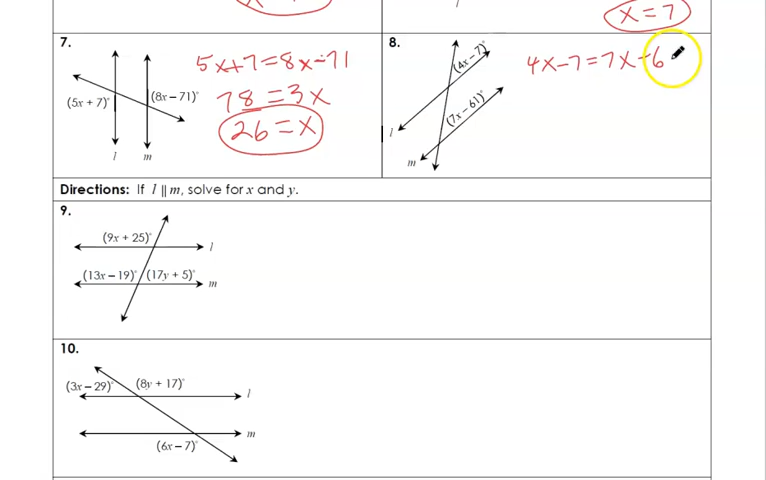 x = 7
7.
5x+7=8x-71
(5x + 7)°
(8x – 71)°
78 = 3x
26 = x
l
m
8.
4x-7=7x-6
(4x – 7)°
(7x – 61)°
l
m
Directions: If l ∥ m, solve for x and y.
9.
(9x + 25)°
l
(13x – 19)°
(17y + 5)°
m
10.
(3x – 29)°
(8y + 17)°
l
m
(6x – 7)°